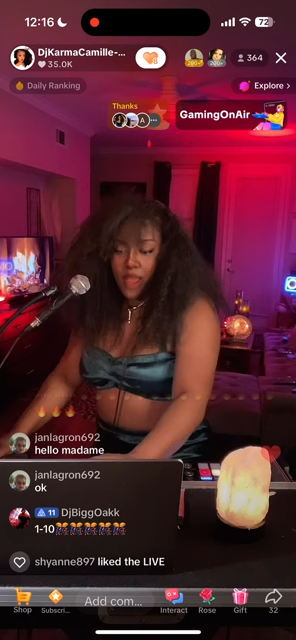 12:16
72
DjKarmaCamille-...
35.0K
364
Daily Ranking
Explore >
Thanks
A
GamingOnAir
janlagron692
hello madame
janlagron692
ok
11 DjBiggOakk
1-10
shyanne897 liked the LIVE
Shop
Subscri...
Add com...
Interact
Rose
Gift
32